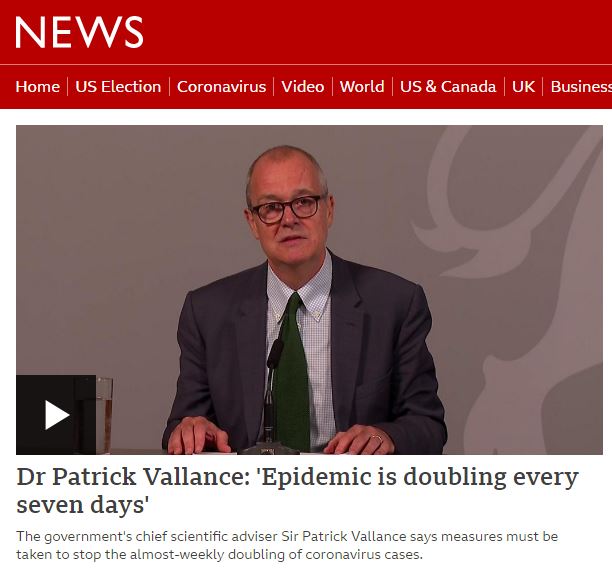 NEWS
Home US Election Coronavirus Video World US & Canada UK Business
Dr Patrick Vallance: 'Epidemic is doubling every
seven days'
The government's chief scientific adviser Sir Patrick Vallance says measures must be
taken to stop the almost-weekly doubling of coronavirus cases.